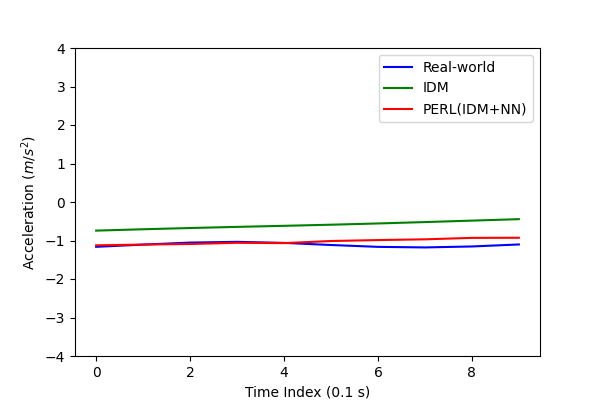 Real-world
IDM
PERL(IDM+NN)
4
3
2
1
0
−1
−2
−3
−4
Acceleration (m/s²)
0 2 4 6 8
Time Index (0.1 s)